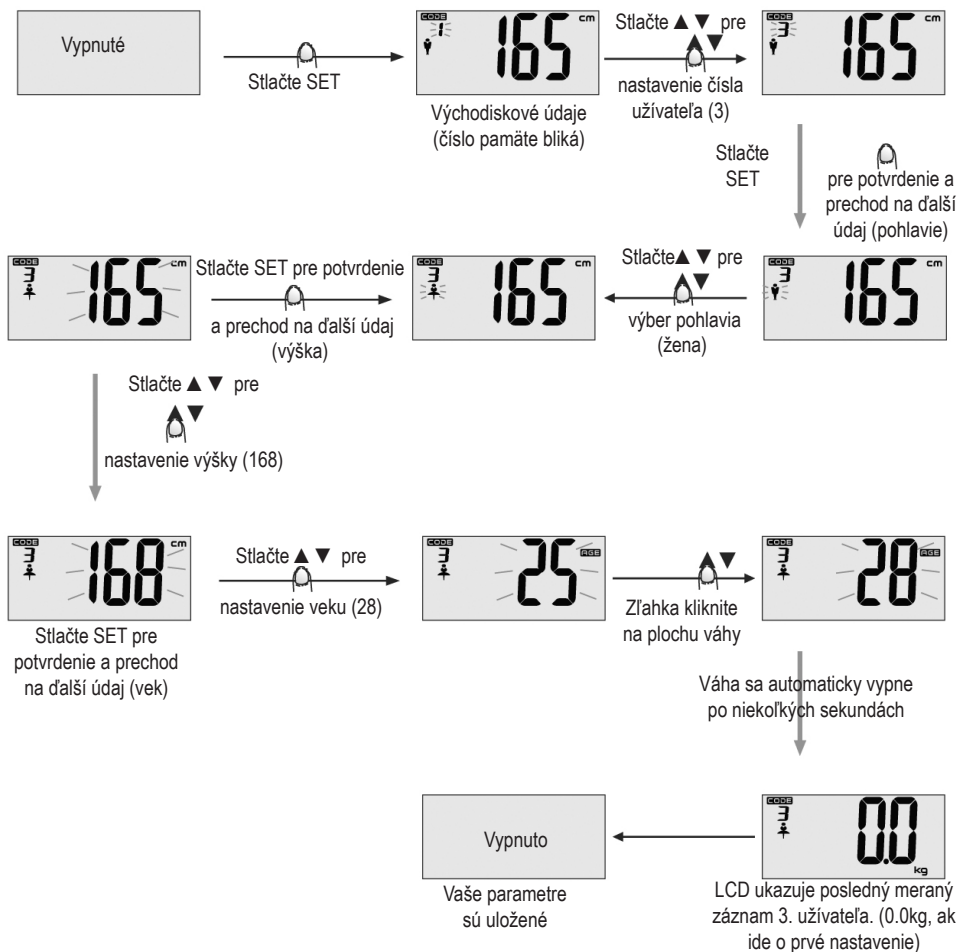 Vypnuté
Stlačte SET
CODE
1
165 cm
Východiskové údaje
(číslo pamäte bliká)
Stlačte ▲ ▼ pre
nastavenie čísla
užívateľa (3)
CODE
3
165 cm
Stlačte
SET
pre potvrdenie a
prechod na ďalší
údaj (pohlavie)
CODE
3
165 cm
Stlačte▲ ▼ pre
výber pohlavia
(žena)
CODE
3
165 cm
Stlačte SET pre potvrdenie
a prechod na ďalší údaj
(výška)
CODE
3
165 cm
Stlačte ▲ ▼ pre
nastavenie výšky (168)
CODE
3
168 cm
Stlačte SET pre
potvrdenie a prechod
na ďalší údaj (vek)
Stlačte ▲ ▼ pre
nastavenie veku (28)
CODE
3
25 AGE
Zľahka kliknite
na plochu váhy
CODE
3
28 AGE
Váha sa automaticky vypne
po niekoľkých sekundách
CODE
3
0.0 kg
LCD ukazuje posledný meraný
záznam 3. užívateľa. (0.0kg, ak
ide o prvé nastavenie)
Vypnuto
Vaše parametre
sú uložené